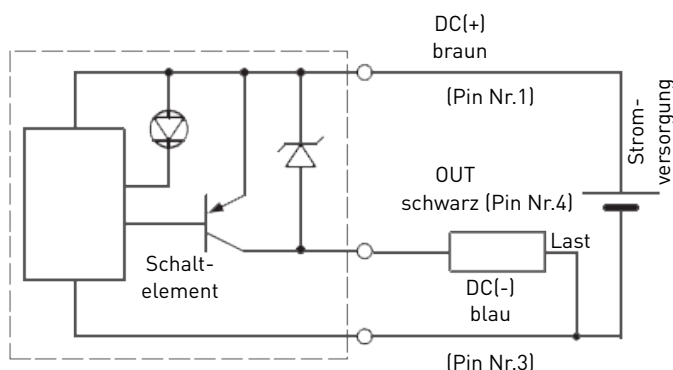 DC(+)
braun
(Pin Nr.1)
Strom-
versorgung
OUT
schwarz (Pin Nr.4)
Last
Schalt-
element
DC(-)
blau
(Pin Nr.3)